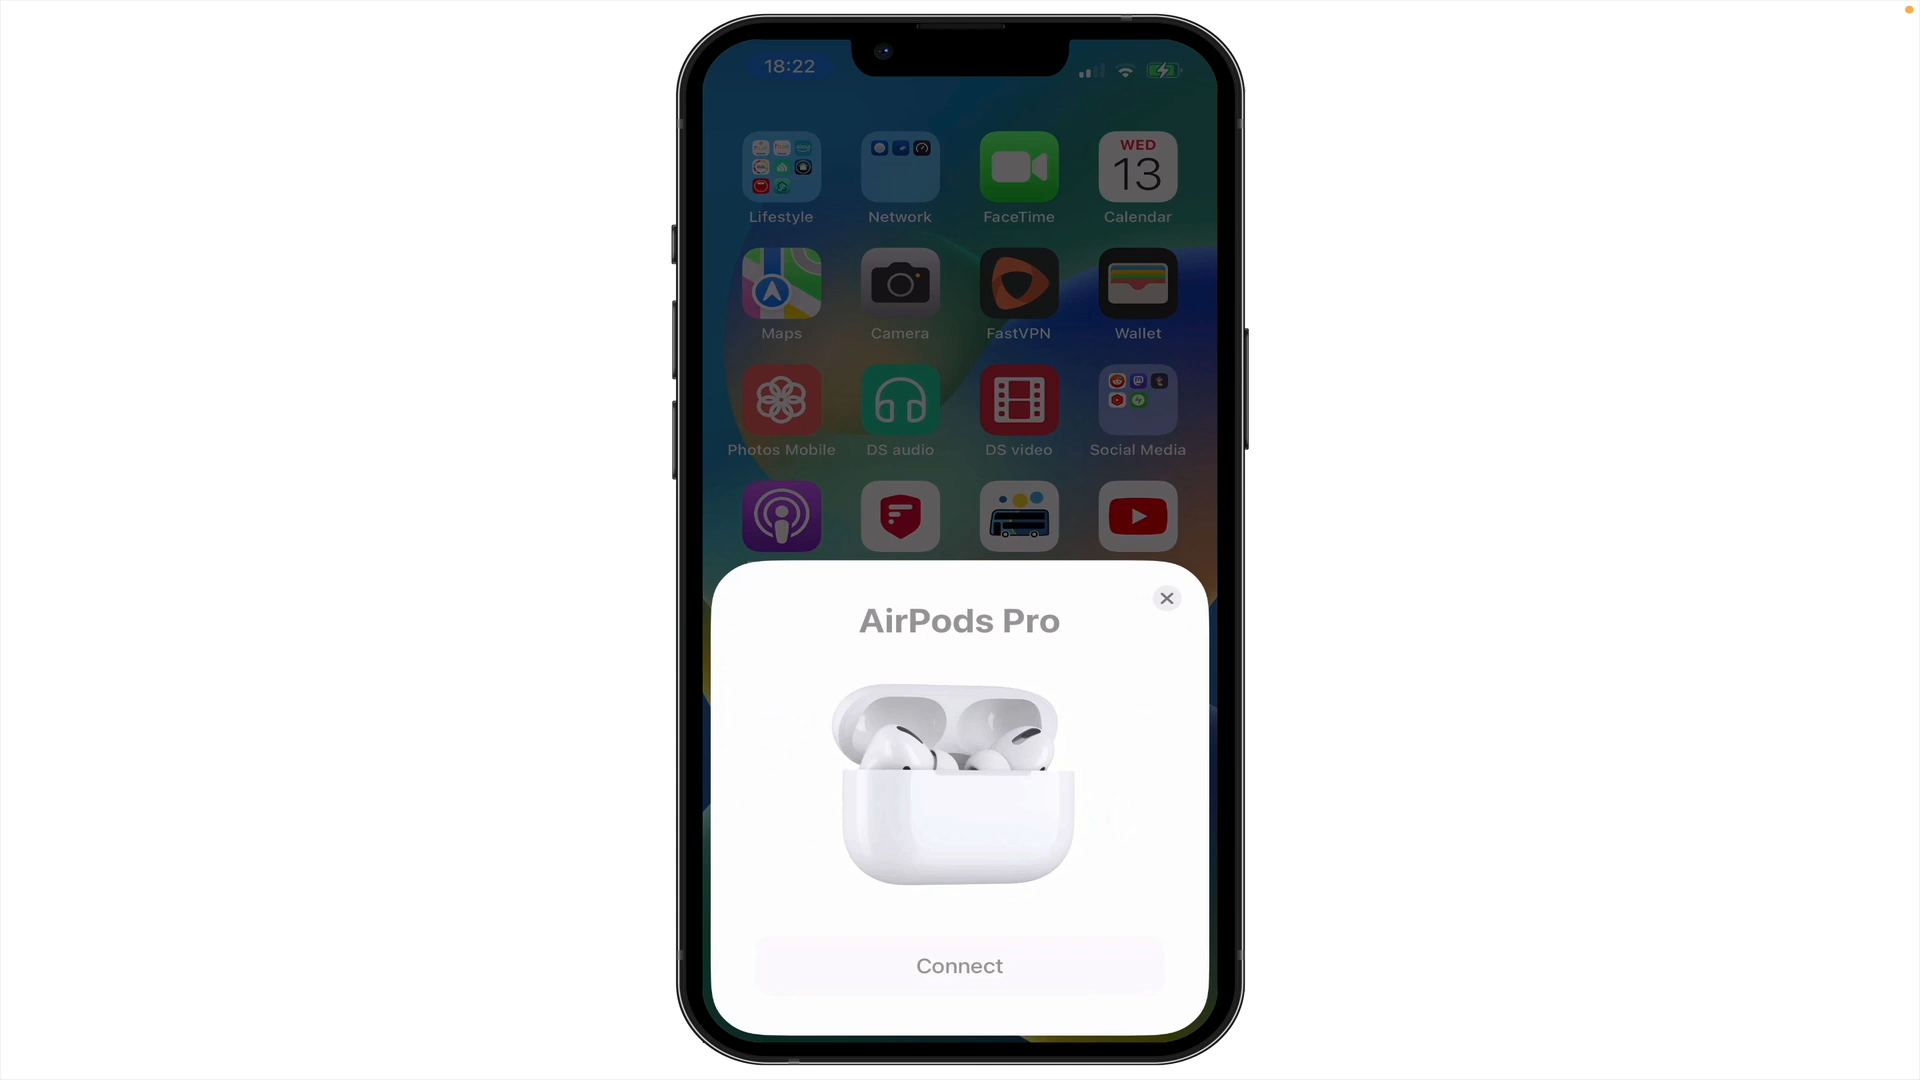 18:22
WED
13
Lifestyle
Network
FaceTime
Calendar
Maps
Camera
FastVPN
Wallet
Photos Mobile
DS audio
DS video
Social Media
AirPods Pro
Connect